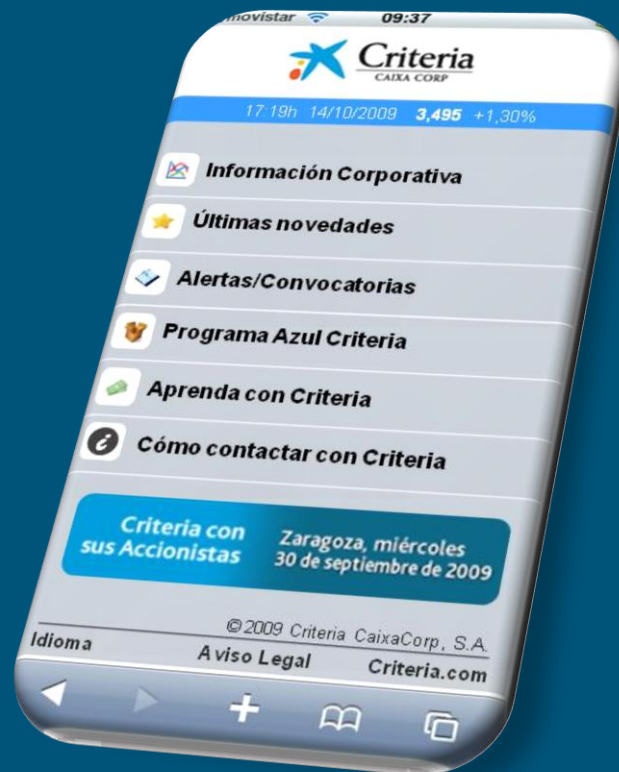 movistar 09:37
Criteria
CAIXA CORP
17:19h 14/10/2009 3,495 +1,30%
Información Corporativa
Últimas novedades
Alertas/Convocatorias
Programa Azul Criteria
Aprenda con Criteria
Cómo contactar con Criteria
Criteria con
sus Accionistas
Zaragoza, miércoles
30 de septiembre de 2009
©2009 Criteria CaixaCorp, S.A.
Idioma Aviso Legal Criteria.com